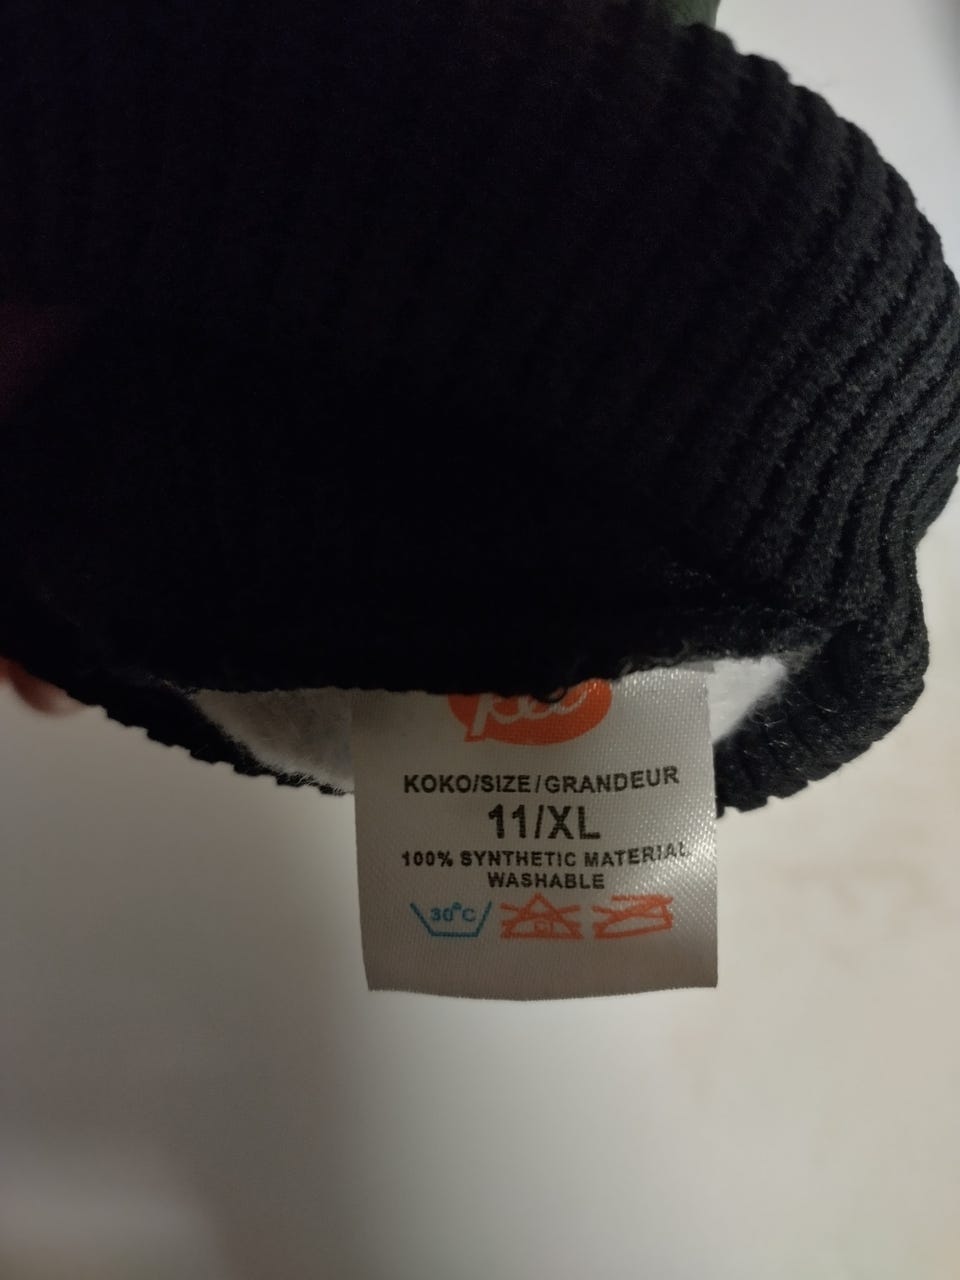 KOKO/SIZE/GRANDEUR
11/XL
100% SYNTHETIC MATERIAL
WASHABLE
30°C